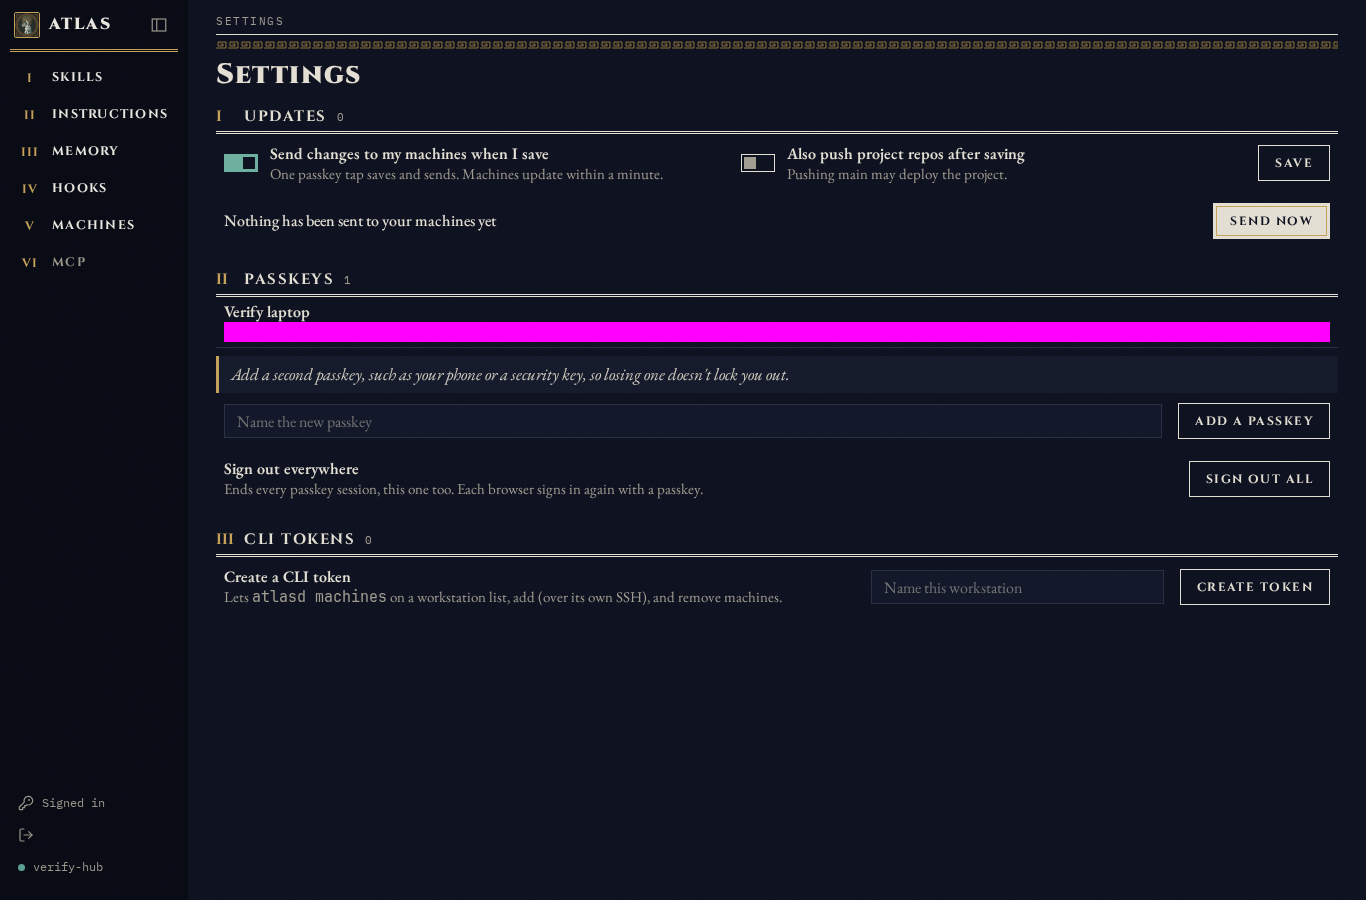 ATLAS
I SKILLS
II INSTRUCTIONS
III MEMORY
IV HOOKS
V MACHINES
VI MCP
Signed in
verify-hub
SETTINGS
SETTINGS
I UPDATES 0
Send changes to my machines when I save
One passkey tap saves and sends. Machines update within a minute.
Also push project repos after saving
Pushing main may deploy the project.
SAVE
Nothing has been sent to your machines yet
SEND NOW
II PASSKEYS 1
Verify laptop
Add a second passkey, such as your phone or a security key, so losing one doesn't lock you out.
Name the new passkey
ADD A PASSKEY
Sign out everywhere
Ends every passkey session, this one too. Each browser signs in again with a passkey.
SIGN OUT ALL
III CLI TOKENS 0
Create a CLI token
Lets atlasd machines on a workstation list, add (over its own SSH), and remove machines.
Name this workstation
CREATE TOKEN